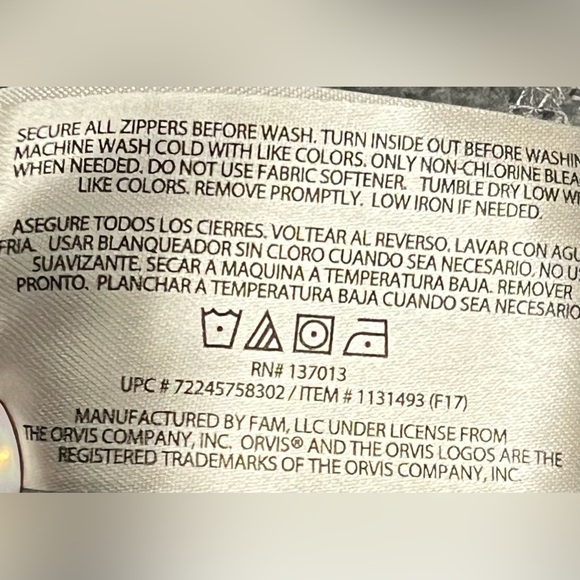 SECURE ALL ZIPPERS BEFORE WASH. TURN INSIDE OUT BEFORE
MACHINE WASH COLD WITH LIKE COLORS. ONLY NON-CHLORINE
WHEN NEEDED. DO NOT USE FABRIC SOFTENER. TUMBLE DRY LOW
LIKE COLORS. REMOVE PROMPTLY. LOW IRON IF NEEDED.
ASEGURE TODOS LOS CIERRES. VOLTEAR AL REVERSO. LAVAR CON
FRIA. USAR BLANQUEADOR SIN CLORO CUANDO SEA NECESARIO. NO
SUAVIZANTE. SECAR A MAQUINA A TEMPERATURA BAJA. REMOVER
PRONTO. PLANCHAR A TEMPERATURA BAJA CUANDO SEA NECESARIO
RN# 137013
UPC # 72245758302 / ITEM # 1131493 (F17)
MANUFACTURED BY FAM, LLC UNDER LICENSE FROM
THE ORVIS COMPANY, INC. ORVIS® AND THE ORVIS LOGOS ARE THE
REGISTERED TRADEMARKS OF THE ORVIS COMPANY, INC.